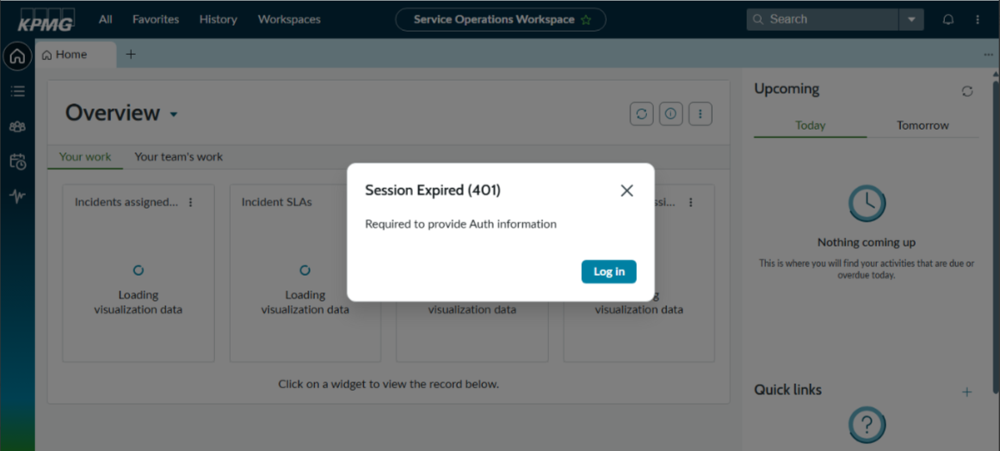 KPMG
All
Favorites
History
Workspaces
Service Operations Workspace
Search
Home
Overview
Your work
Your team's work
Incidents assigned...
Incident SLAs
ssi...
Loading
visualization data
Loading
visualization data
visualization data
g
visualization data
Click on a widget to view the record below.
Session Expired (401)
Required to provide Auth information
Log in
Upcoming
Today
Tomorrow
Nothing coming up
This is where you will find your activities that are due or
overdue today.
Quick links